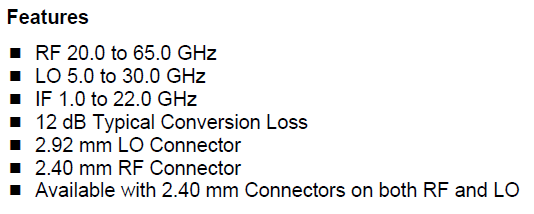 Features
■ RF 20.0 to 65.0 GHz
■ LO 5.0 to 30.0 GHz
■ IF 1.0 to 22.0 GHz
■ 12 dB Typical Conversion Loss
■ 2.92 mm LO Connector
■ 2.40 mm RF Connector
■ Available with 2.40 mm Connectors on both RF and LO